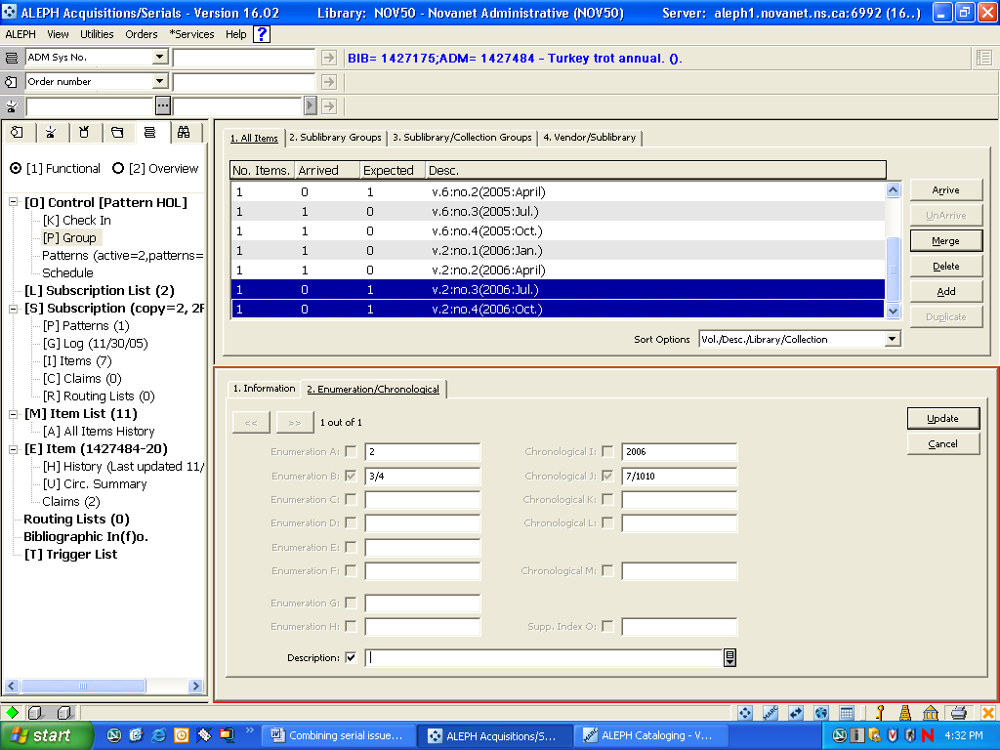 ALEPH Acquisitions/Serials - Version 16.02 Library: NOV50 - Novanet Administrative (NOV50) Server: aleph1.novanet.ns.ca:6992 (16..)
ALEPH View Utilities Orders *Services Help ?
ADM Sys No. BIB= 1427175;ADM= 1427484 - Turkey trot annual. ().
Order number
...
[1] Functional [2] Overview
[O] Control [Pattern HOL]
[K] Check In
[P] Group
Patterns (active=2,patterns=
Schedule
[L] Subscription List (2)
[S] Subscription (copy=2, 2F
[P] Patterns (1)
[G] Log (11/30/05)
[I] Items (7)
[C] Claims (0)
[R] Routing Lists (0)
[M] Item List (11)
[A] All Items History
[E] Item (1427484-20)
[H] History (Last updated 11/
[U] Circ. Summary
Claims (2)
Routing Lists (0)
Bibliographic In(f)o.
[T] Trigger List
1. All Items 2. Sublibrary Groups 3. Sublibrary/Collection Groups 4. Vendor/Sublibrary
No. Items. Arrived Expected Desc.
1 0 1 v.6:no.2(2005:April)
1 1 0 v.6:no.3(2005:Jul.)
1 1 0 v.6:no.4(2005:Oct.)
1 1 0 v.2:no.1(2006:Jan.)
1 1 0 v.2:no.2(2006:April)
1 0 1 v.2:no.3(2006:Jul.)
1 0 1 v.2:no.4(2006:Oct.)
Arrive
UnArrive
Merge
Delete
Add
Duplicate
Sort Options Vol./Desc./Library/Collection
1. Information 2. Enumeration/Chronological
<< >> 1 out of 1
Update
Cancel
Enumeration A: 2 Chronological I: 2006
Enumeration B: 3/4 Chronological J: 7/1010
Enumeration C: Chronological K:
Enumeration D: Chronological L:
Enumeration E:
Enumeration F: Chronological M:
Enumeration G:
Enumeration H: Supp. Index O:
Description:
start Combining serial issue... ALEPH Acquisitions/S... ALEPH Cataloging - V... 4:32 PM